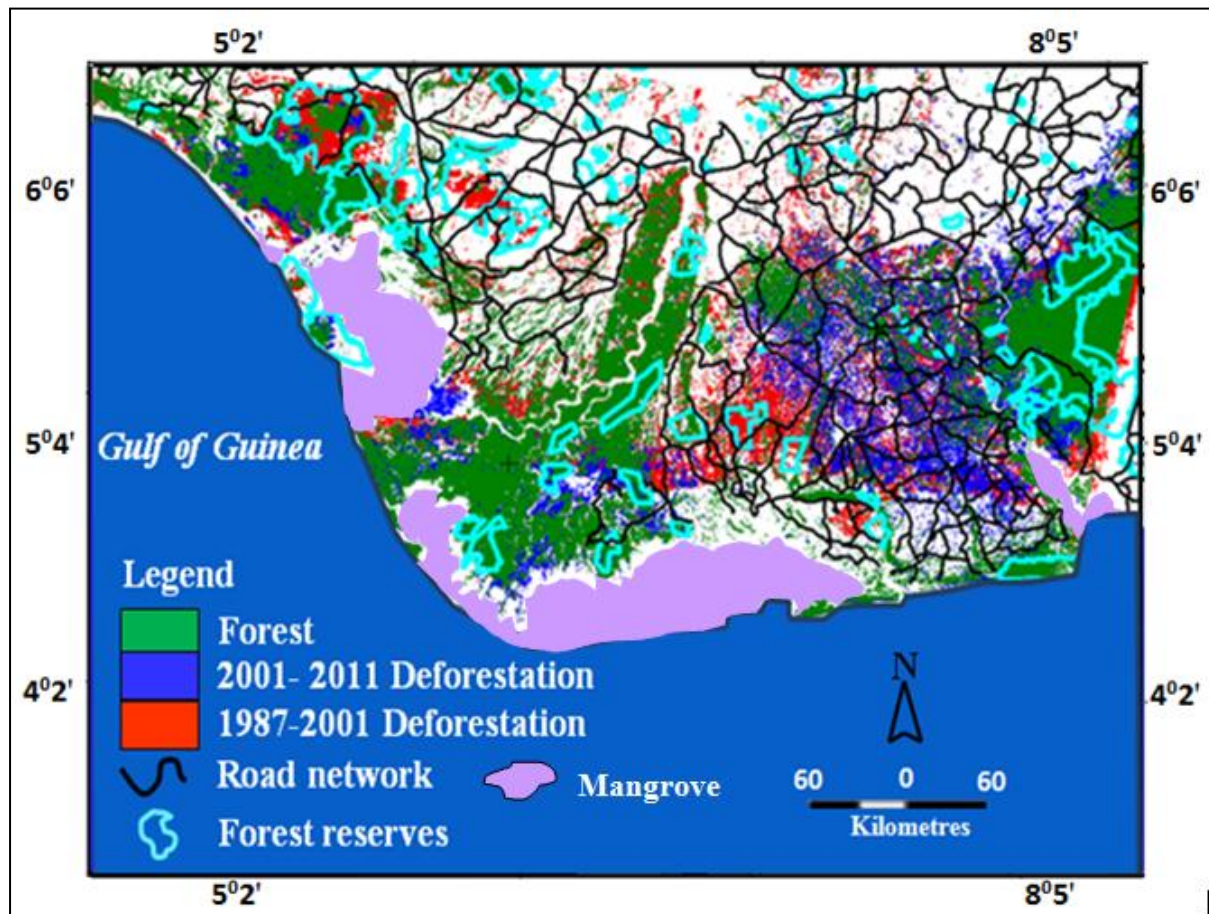 5⁰2' 8⁰5'
6⁰6' 6⁰6'
5⁰4' Gulf of Guinea 5⁰4'
Legend
Forest
2001- 2011 Deforestation
N
4⁰2' 4⁰2'
1987-2001 Deforestation
Road network
Mangrove
60 0 60
Kilometres
Forest reserves
5⁰2' 8⁰5'